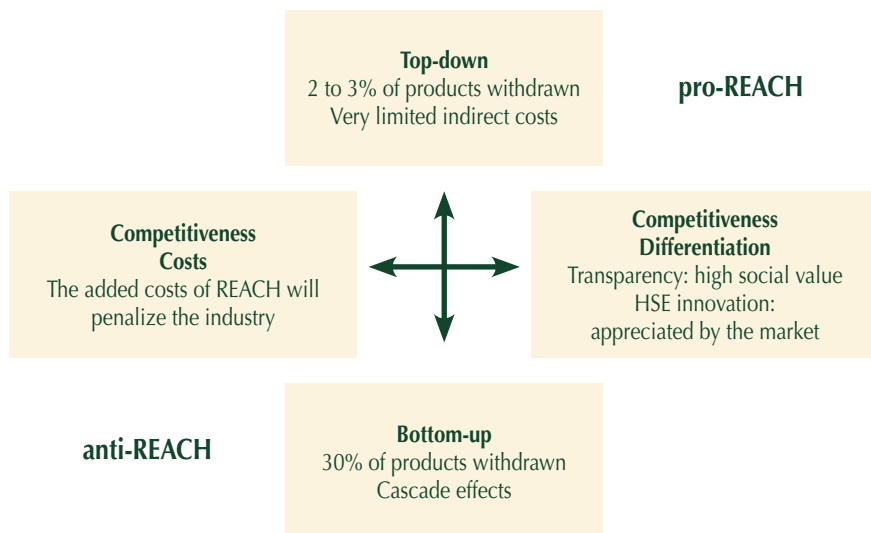 Top-down
2 to 3% of products withdrawn
Very limited indirect costs
pro-REACH
Competitiveness
Costs
The added costs of REACH will
penalize the industry
Competitiveness
Differentiation
Transparency: high social value
HSE innovation:
appreciated by the market
anti-REACH
Bottom-up
30% of products withdrawn
Cascade effects